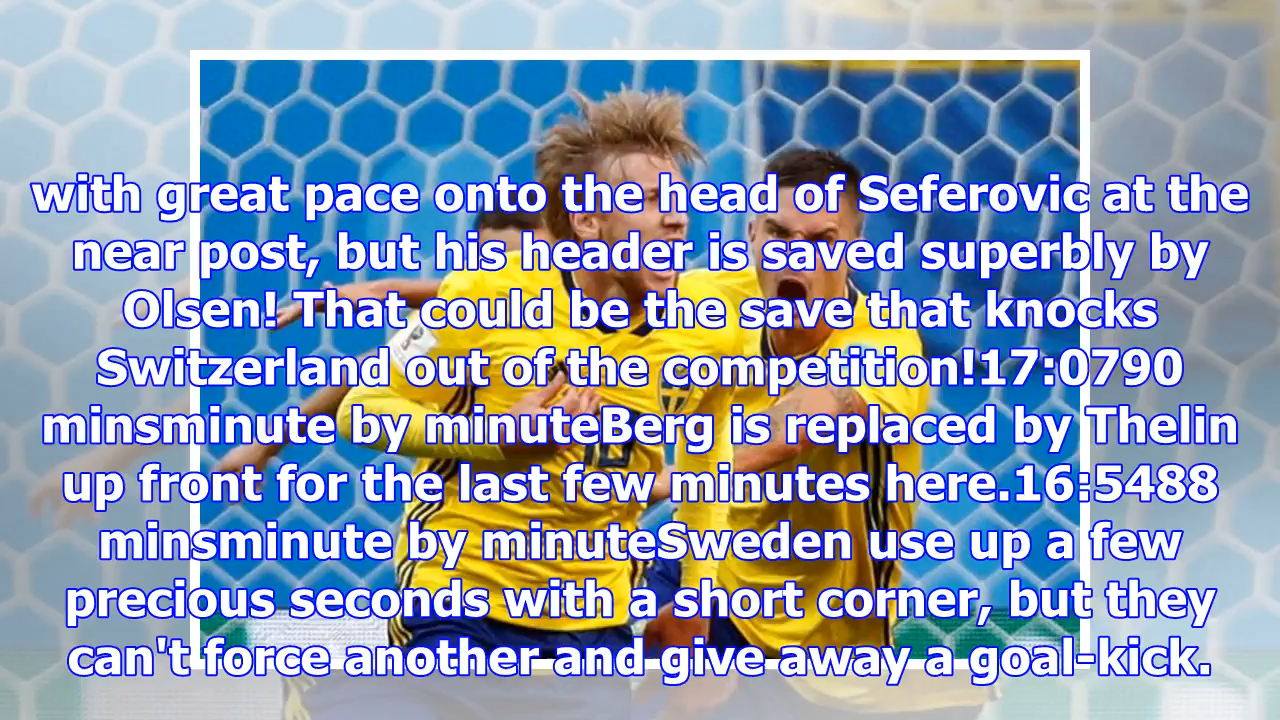 with great pace onto the head of Seferovic at the
near post, but his header is saved superbly by
Olsen! That could be the save that knocks
Switzerland out of the competition!17:0790
minsminute by minuteBerg is replaced by Thelin
up front for the last few minutes here.16:5488
minsminute by minuteSweden use up a few
precious seconds with a short corner, but they
can't force another and give away a goal-kick.